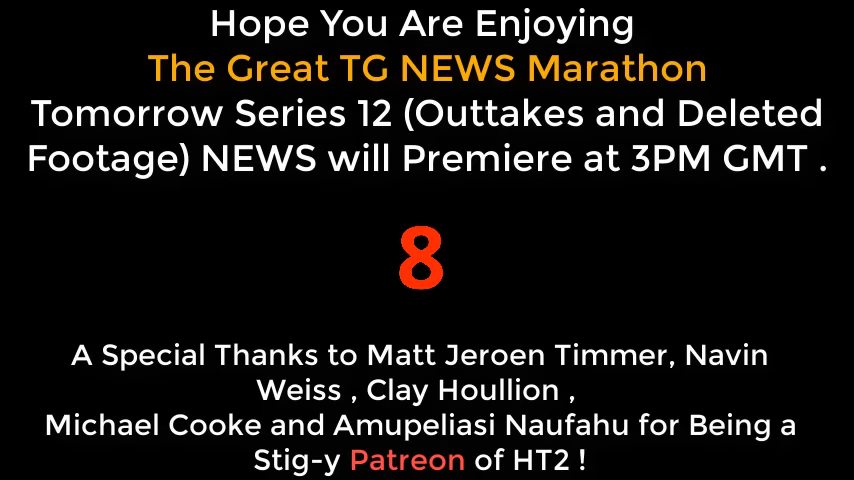 Hope You Are Enjoying
The Great TG NEWS Marathon
Tomorrow Series 12 (Outtakes and Deleted
Footage) NEWS will Premiere at 3PM GMT .
8
A Special Thanks to Matt Jeroen Timmer, Navin
Weiss , Clay Houllion ,
Michael Cooke and Amupeliasi Naufahu for Being a
Stig-y Patreon of HT2 !